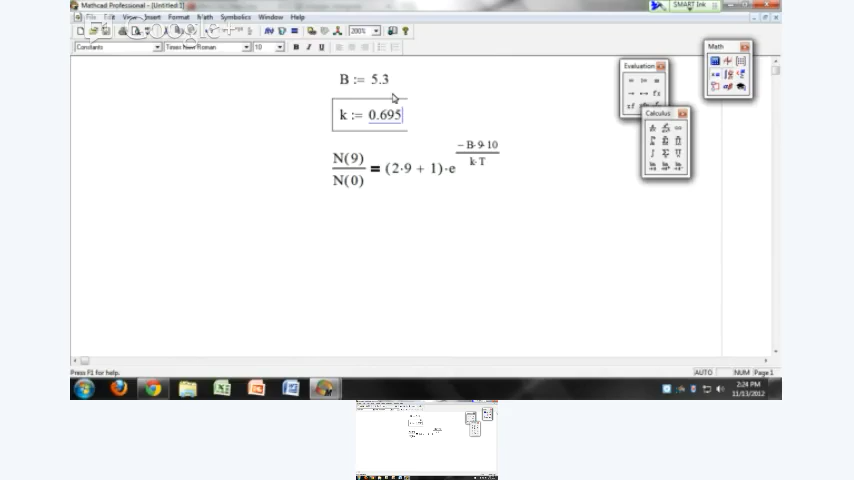 Mathcad Professional - [Untitled:1]
SMART Ink
File Edit View Insert Format Math Symbolics Window Help
200%
Constants Times New Roman 10 B I U
Math
Evaluation
Calculus
B := 5.3
k := 0.695
N(9)
N(0)
= (2·9 + 1)·e
-B·9·10
k·T
Press F1 for help.
AUTO NUM Page 1
2:24 PM
11/13/2012